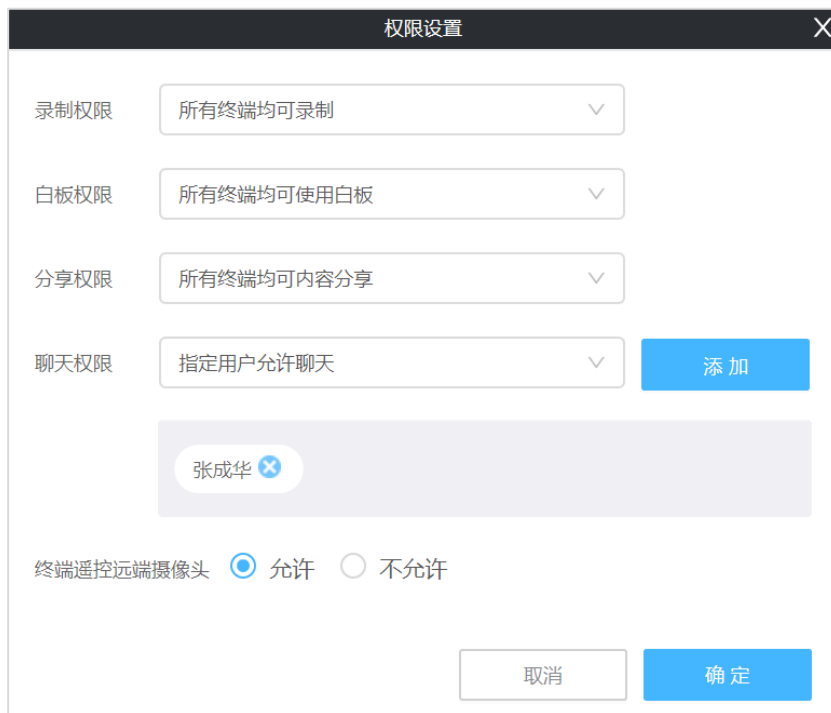 权限设置 X
录制权限 所有终端均可录制
白板权限 所有终端均可使用白板
分享权限 所有终端均可内容分享
聊天权限 指定用户允许聊天 添加
张成华
终端遥控远端摄像头 允许 不允许
取消 确定